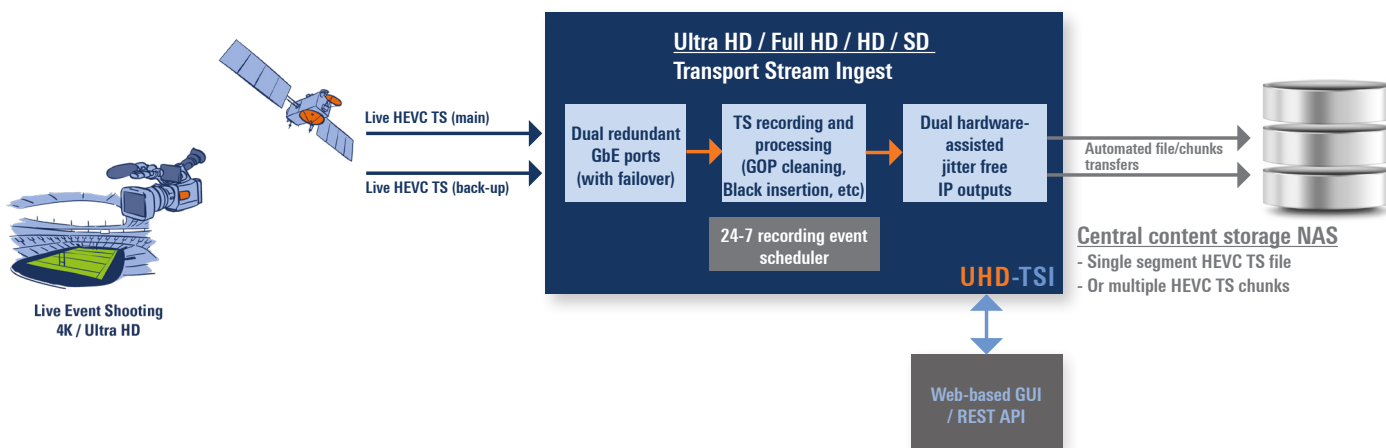 Ultra HD / Full HD / HD / SD
Transport Stream Ingest
Live HEVC TS (main)
Live HEVC TS (back-up)
Dual redundant
GbE ports
(with failover)
TS recording and
processing
(GOP cleaning,
Black insertion, etc)
Dual hardware-
assisted
jitter free
IP outputs
Automated file/chunks
transfers
24-7 recording event
scheduler
UHD-TSI
Central content storage NAS
- Single segment HEVC TS file
- Or multiple HEVC TS chunks
Live Event Shooting
4K / Ultra HD
Web-based GUI
/ REST API